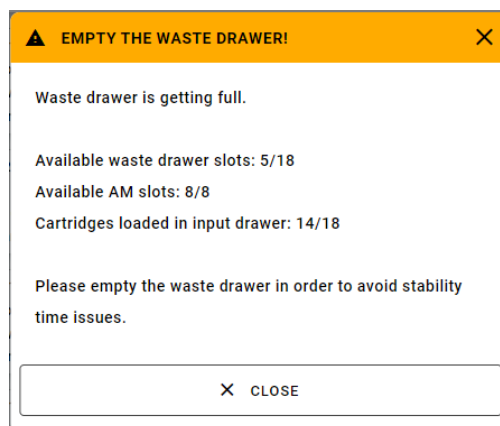 EMPTY THE WASTE DRAWER!
Waste drawer is getting full.
Available waste drawer slots: 5/18
Available AM slots: 8/8
Cartridges loaded in input drawer: 14/18
Please empty the waste drawer in order to avoid stability
time issues.
CLOSE